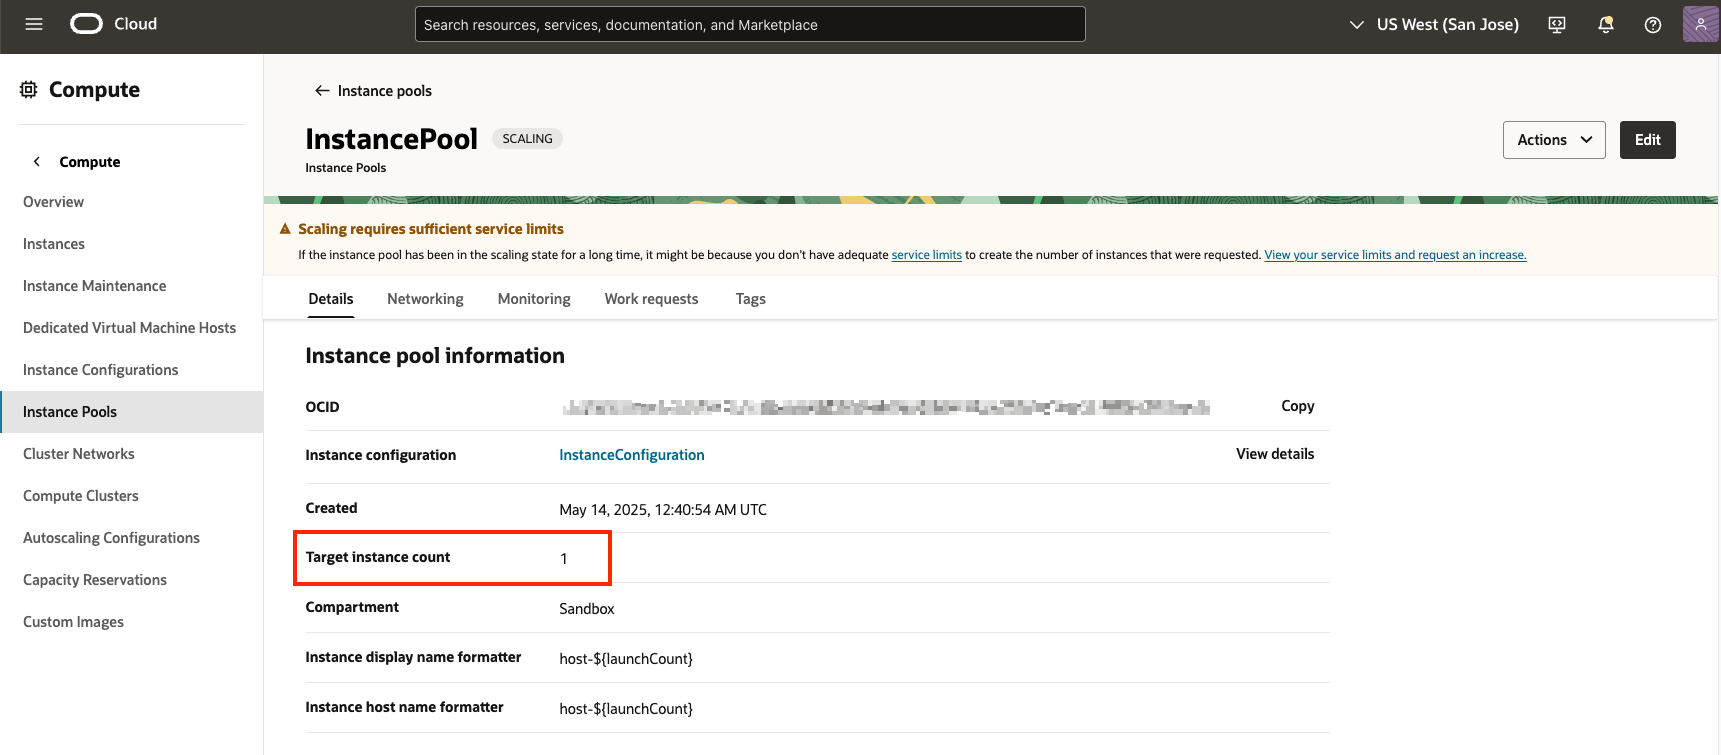 Cloud
Search resources, services, documentation, and Marketplace
US West (San Jose)
Compute
Compute
Overview
Instances
Instance Maintenance
Dedicated Virtual Machine Hosts
Instance Configurations
Instance Pools
Cluster Networks
Compute Clusters
Autoscaling Configurations
Capacity Reservations
Custom Images
Instance pools
InstancePool SCALING
Instance Pools
Actions
Edit
Scaling requires sufficient service limits
If the instance pool has been in the scaling state for a long time, it might be because you don't have adequate service limits to create the number of instances that were requested. View your service limits and request an increase.
Details Networking Monitoring Work requests Tags
Instance pool information
OCID Copy
Instance configuration InstanceConfiguration View details
Created May 14, 2025, 12:40:54 AM UTC
Target instance count 1
Compartment Sandbox
Instance display name formatter host-${launchCount}
Instance host name formatter host-${launchCount}